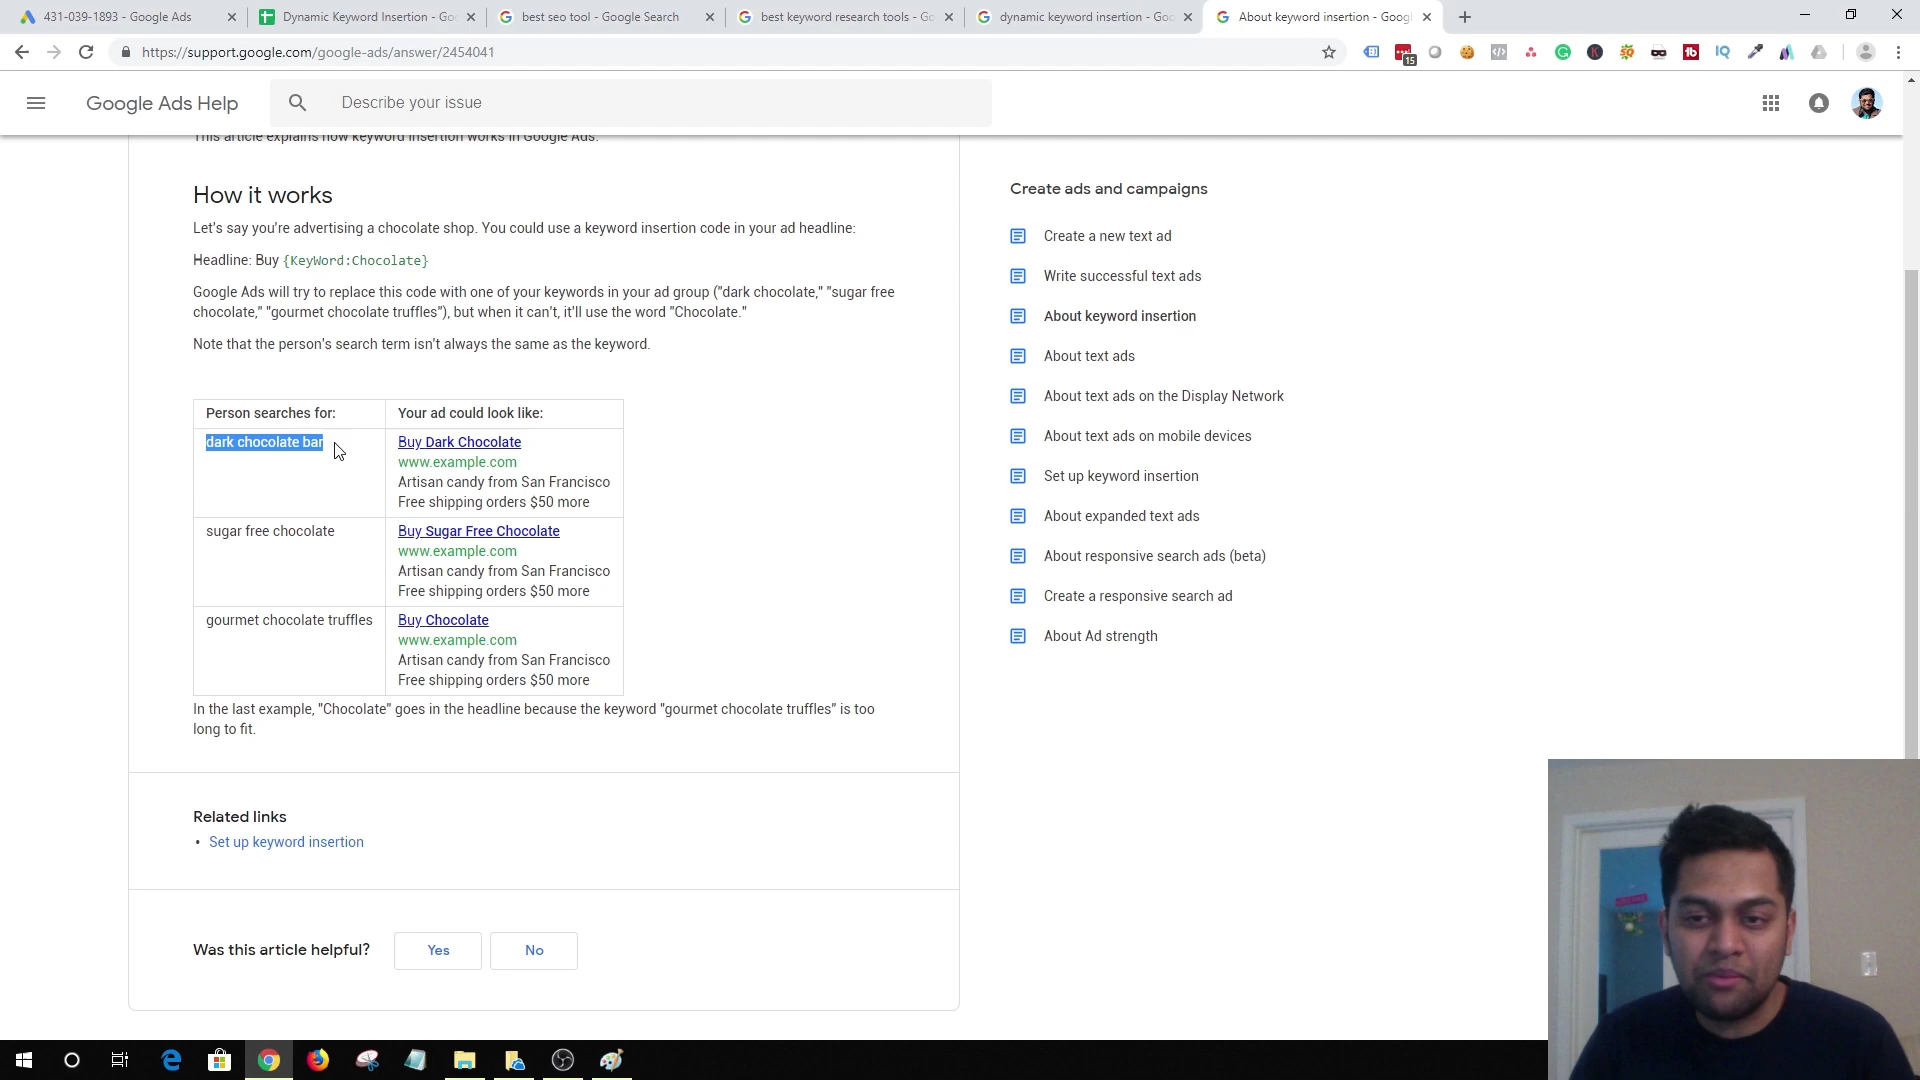 431-039-1893 - Google Ads
Dynamic Keyword Insertion - Goo
best seo tool - Google Search
best keyword research tools - Go
dynamic keyword insertion - Goo
About keyword insertion - Googl
https://support.google.com/google-ads/answer/2454041
15
Google Ads Help
Describe your issue
This article explains how keyword insertion works in Google Ads.
How it works
Let's say you're advertising a chocolate shop. You could use a keyword insertion code in your ad headline:
Headline: Buy {KeyWord:Chocolate}
Google Ads will try to replace this code with one of your keywords in your ad group ("dark chocolate," "sugar free
chocolate," "gourmet chocolate truffles"), but when it can't, it'll use the word "Chocolate."
Note that the person's search term isn't always the same as the keyword.
Person searches for:
Your ad could look like:
dark chocolate bar
Buy Dark Chocolate
www.example.com
Artisan candy from San Francisco
Free shipping orders $50 more
sugar free chocolate
Buy Sugar Free Chocolate
www.example.com
Artisan candy from San Francisco
Free shipping orders $50 more
gourmet chocolate truffles
Buy Chocolate
www.example.com
Artisan candy from San Francisco
Free shipping orders $50 more
In the last example, "Chocolate" goes in the headline because the keyword "gourmet chocolate truffles" is too
long to fit.
Related links
• Set up keyword insertion
Was this article helpful?
Yes
No
Create ads and campaigns
Create a new text ad
Write successful text ads
About keyword insertion
About text ads
About text ads on the Display Network
About text ads on mobile devices
Set up keyword insertion
About expanded text ads
About responsive search ads (beta)
Create a responsive search ad
About Ad strength